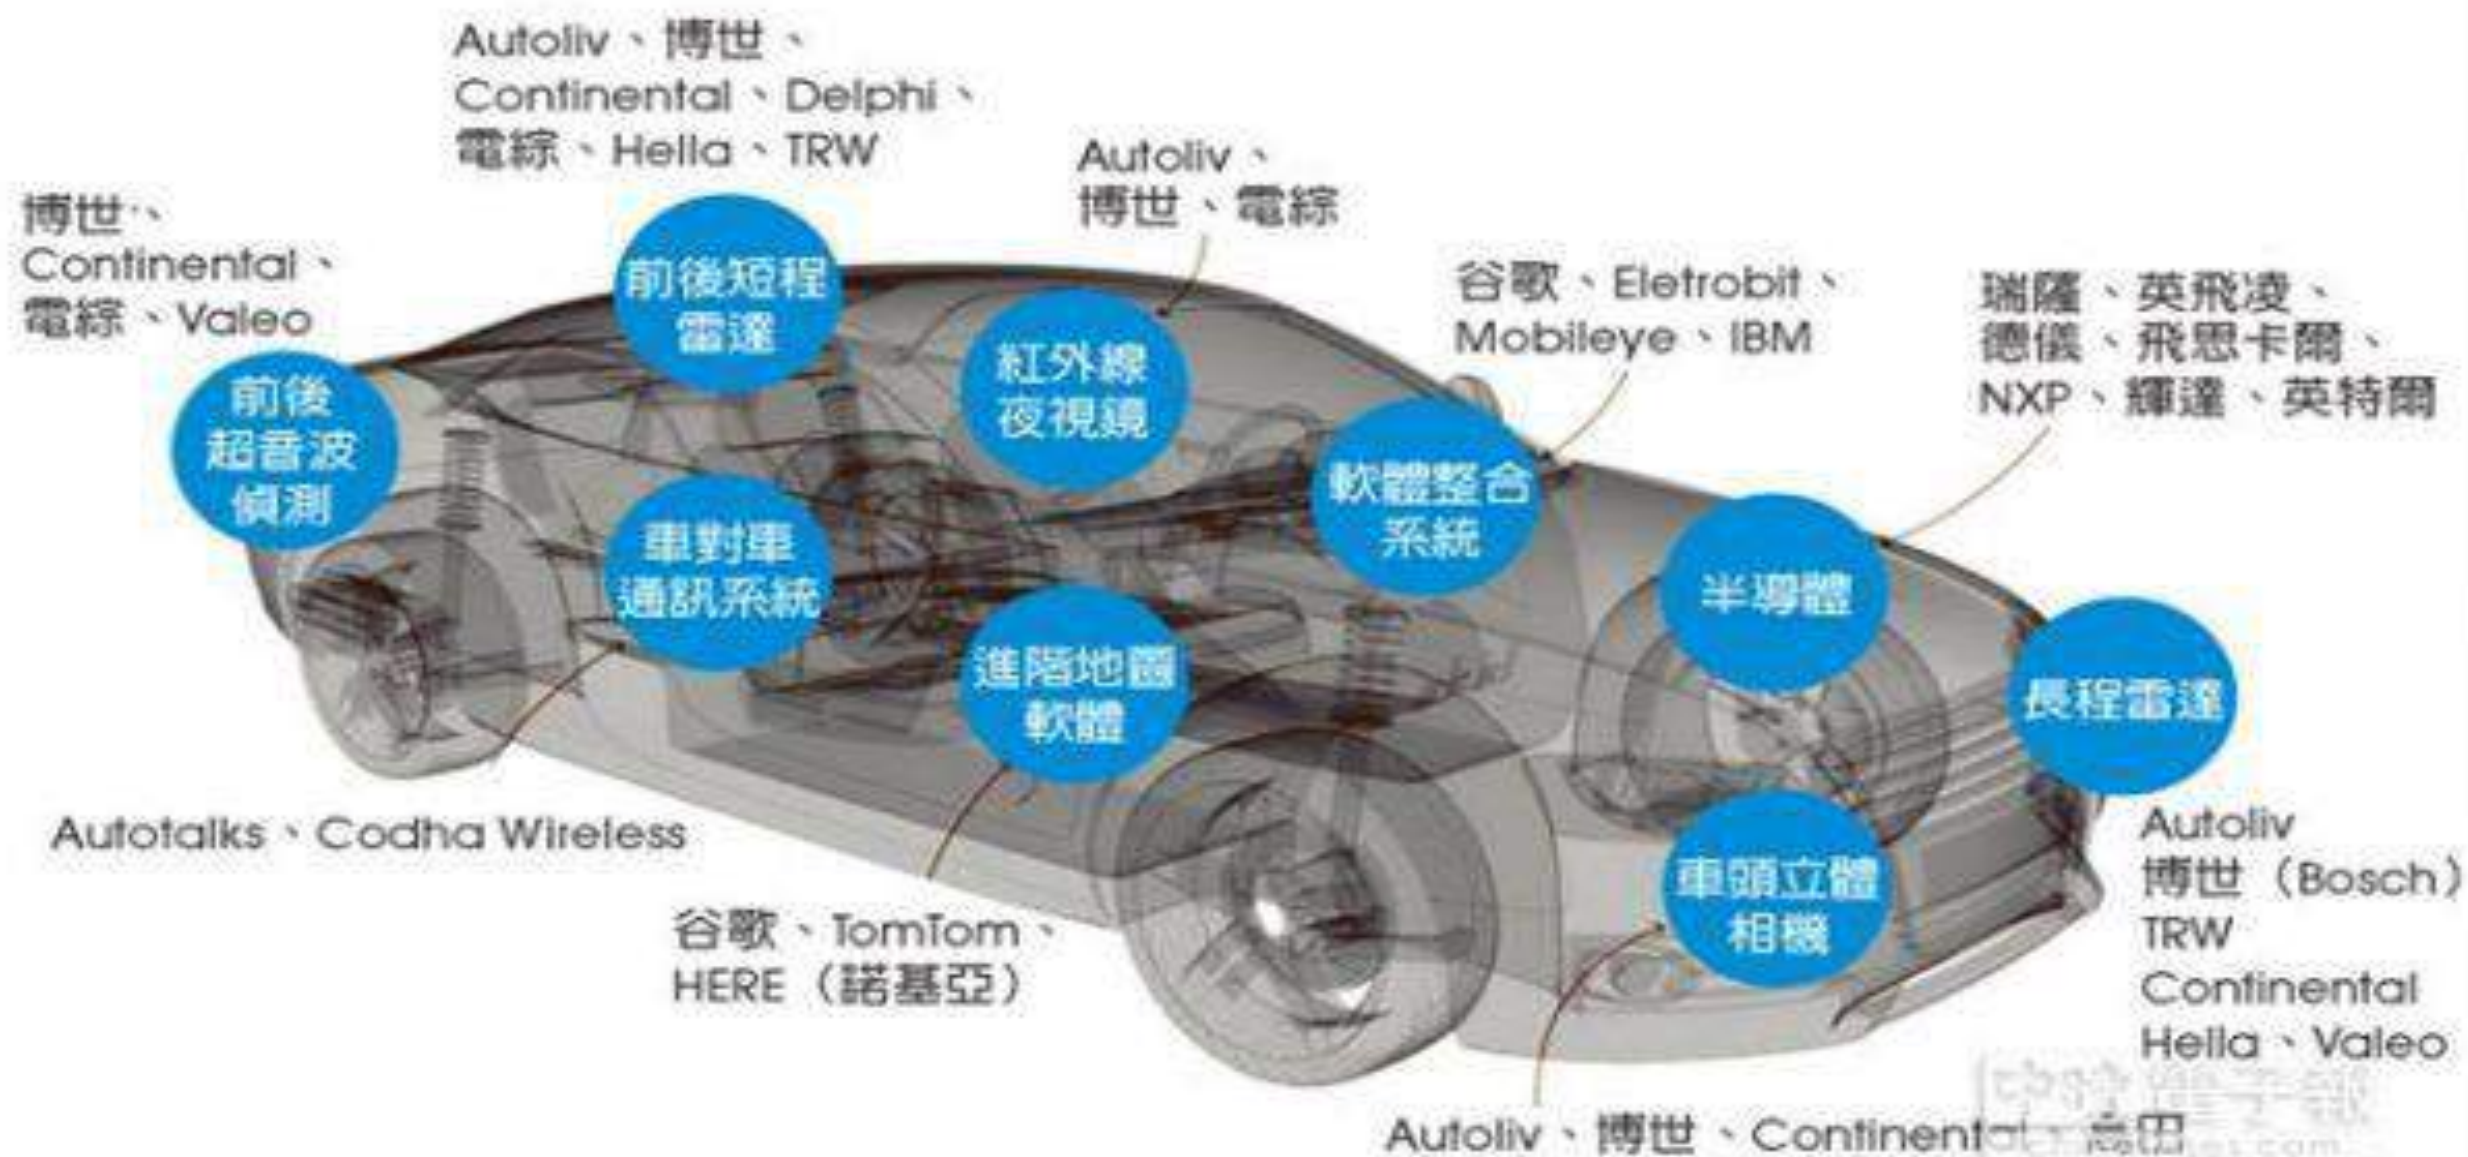 Autoliv、博世、
Continental、Delphi、
電綜、Hella、TRW
前後短程
雷達
Autoliv、
博世、電綜
紅外線
夜視鏡
博世、
Continental、
電綜、Valeo
前後
超音波
偵測
谷歌、Eletrobit、
Mobileye、IBM
軟體整合
系統
瑞薩、英飛凌、
德儀、飛思卡爾、
NXP、輝達、英特爾
半導體
車對車
通訊系統
Autotalks、Codha Wireless
進階地圖
軟體
谷歌、TomTom、
HERE（諾基亞）
長程雷達
Autoliv
博世（Bosch）
TRW
Continental
Hella、Valeo
車頭立體
相機
Autoliv、博世、Continental、高田